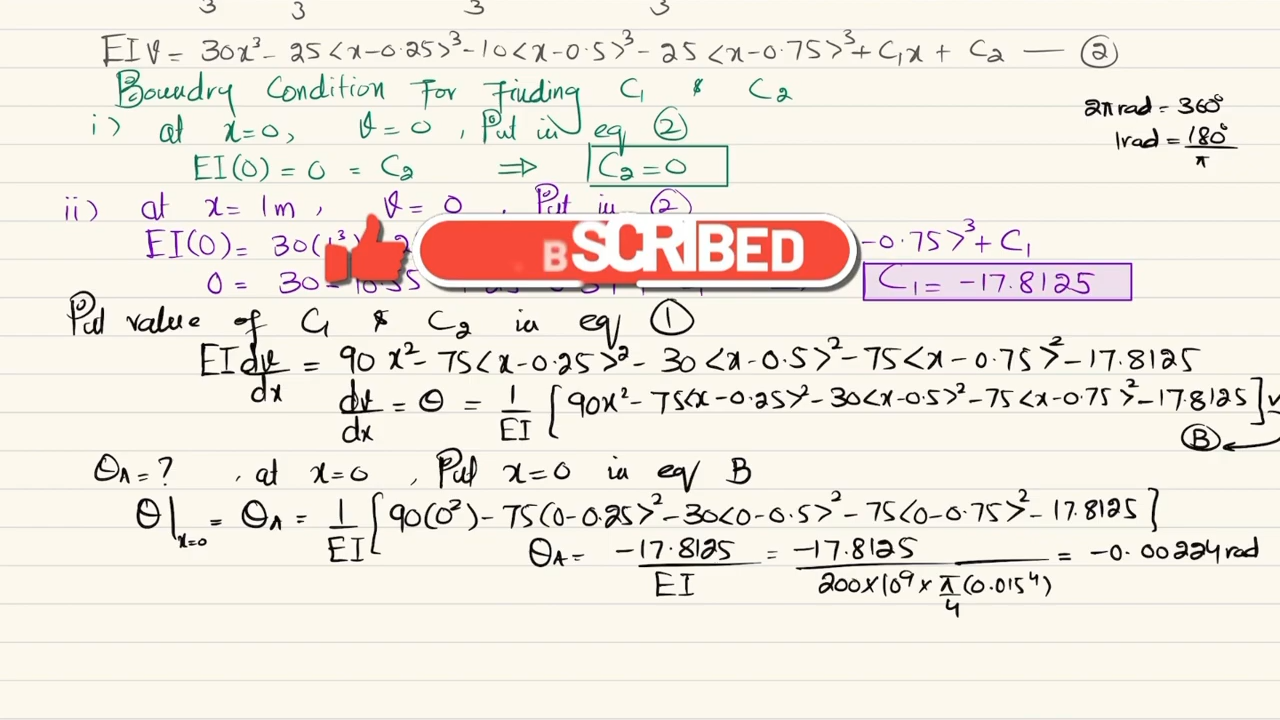 3 3 3 3
EIv = 30x³ - 25<x-0.25>³ - 10<x-0.5>³ - 25<x-0.75>³ + C₁x + C₂ — ②
Boundry Condition For Finding C₁ & C₂
i) at x=0, v=0, Put in eq ②
EI(0) = 0 = C₂ ⇒ C₂=0
2π rad = 360°
1 rad = 180°/π
ii) at x=1m, v=0, Put in ②
EI(0) = 30(1³) -0.75>³ + C₁
0 = 30 C₁ = -17.8125
B SCRIBED
Put value of C₁ & C₂ in eq ①
EI dv/dx = 90x² - 75<x-0.25>² - 30<x-0.5>² - 75<x-0.75>² - 17.8125
dv/dx = θ = 1/EI [90x² - 75<x-0.25>² - 30<x-0.5>² - 75<x-0.75>² - 17.8125]
Ⓑ
θA = ?, at x=0, Put x=0 in eq B
θ|x=0 = θA = 1/EI [90(0²) - 75(0-0.25>² - 30<0-0.5>² - 75<0-0.75>² - 17.8125]
θA = -17.8125/EI = -17.8125/200×10⁹×π/4(0.015⁴) = -0.00224 rad